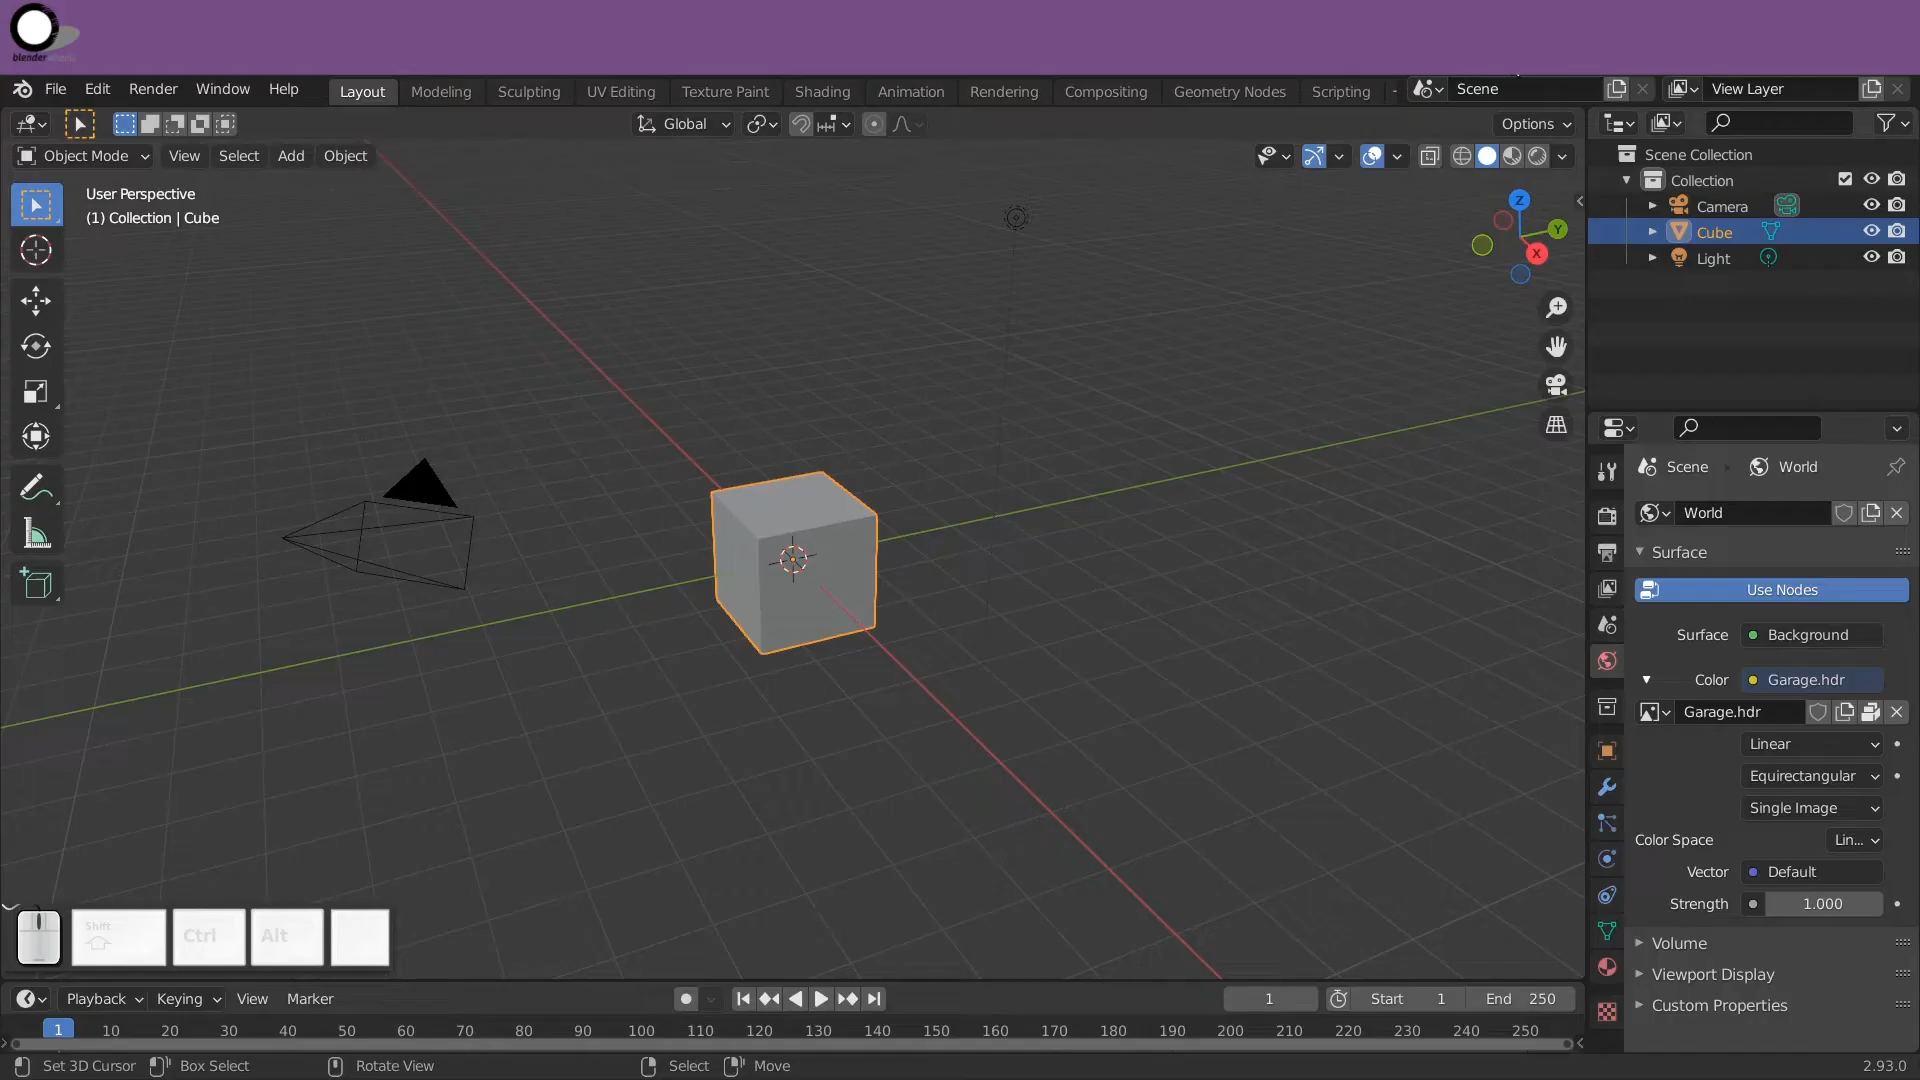 blender
File Edit Render Window Help Layout Modeling Sculpting UV Editing Texture Paint Shading Animation Rendering Compositing Geometry Nodes Scripting Scene View Layer
Global Options
Object Mode View Select Add Object
User Perspective
(1) Collection | Cube
Z
Y
X
Scene Collection
Collection
Camera
Cube
Light
Scene World
World
Surface
Use Nodes
Surface Background
Color Garage.hdr
Garage.hdr
Linear
Equirectangular
Single Image
Color Space Lin...
Vector Default
Strength 1.000
Volume
Viewport Display
Custom Properties
Shift Ctrl Alt
Playback Keying View Marker 1 Start 1 End 250
1 10 20 30 40 50 60 70 80 90 100 110 120 130 140 150 160 170 180 190 200 210 220 230 240 250
Set 3D Cursor Box Select Rotate View Select Move 2.93.0